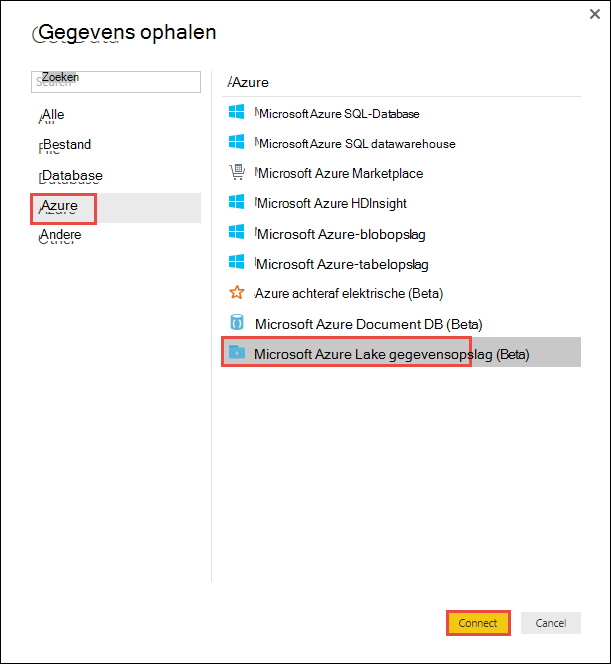 Gegevens ophalen
Zoeken
Alle
Bestand
Database
Azure
Andere
Azure
Microsoft Azure SQL-Database
Microsoft Azure SQL datawarehouse
Microsoft Azure Marketplace
Microsoft Azure HDInsight
Microsoft Azure-blobopslag
Microsoft Azure-tabelopslag
Azure achteraf elektrische (Beta)
Microsoft Azure Document DB (Beta)
Microsoft Azure Lake gegevensopslag (Beta)
Connect
Cancel